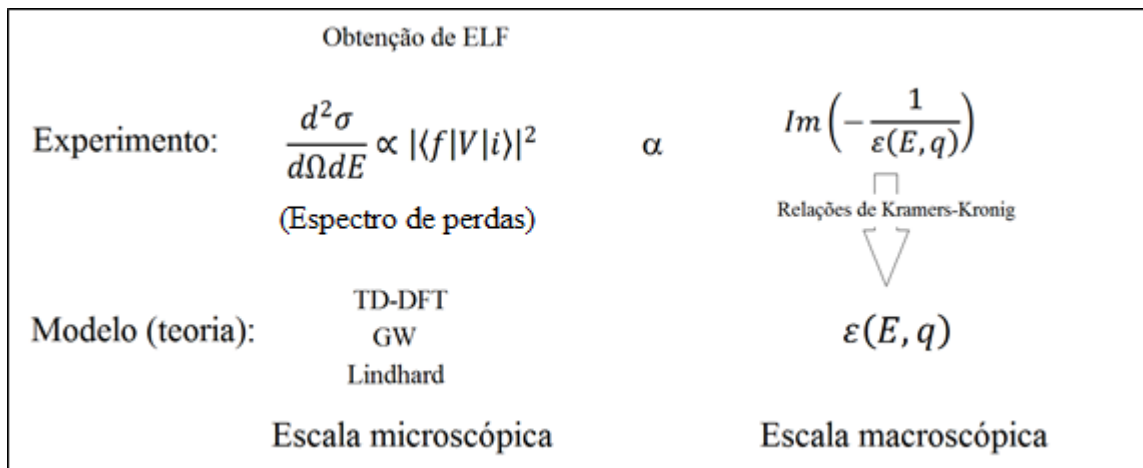 Obtenção de ELF
Experimento: d²σ/dΩdE ∝ |⟨f|V|i⟩|² α Im(-1/ε(E,q))
(Espectro de perdas)
Relações de Kramers-Kronig
TD-DFT
Modelo (teoria): GW ε(E,q)
Lindhard
Escala microscópica Escala macroscópica